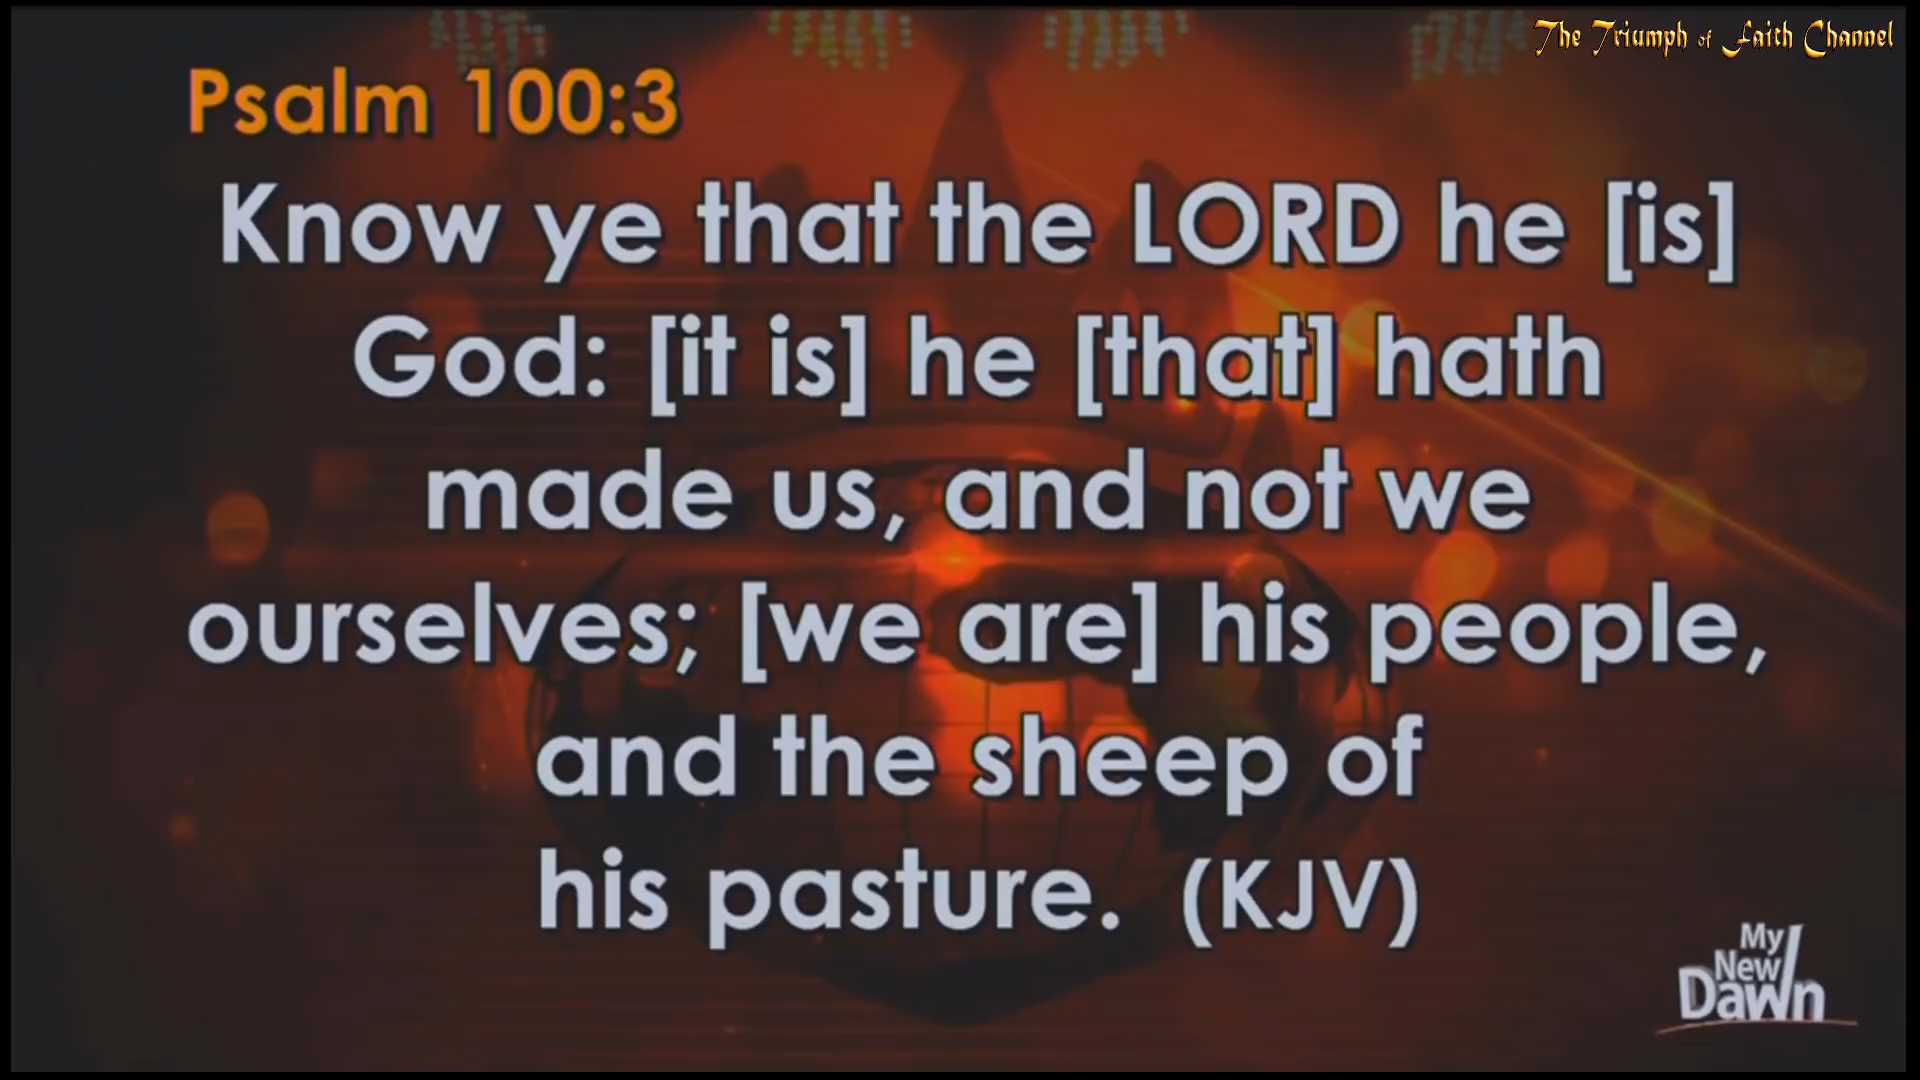 The Triumph of Faith Channel
Psalm 100:3
Know ye that the LORD he [is]
God: [it is] he [that] hath
made us, and not we
ourselves; [we are] his people,
and the sheep of
his pasture. (KJV)
My
New
Dawn